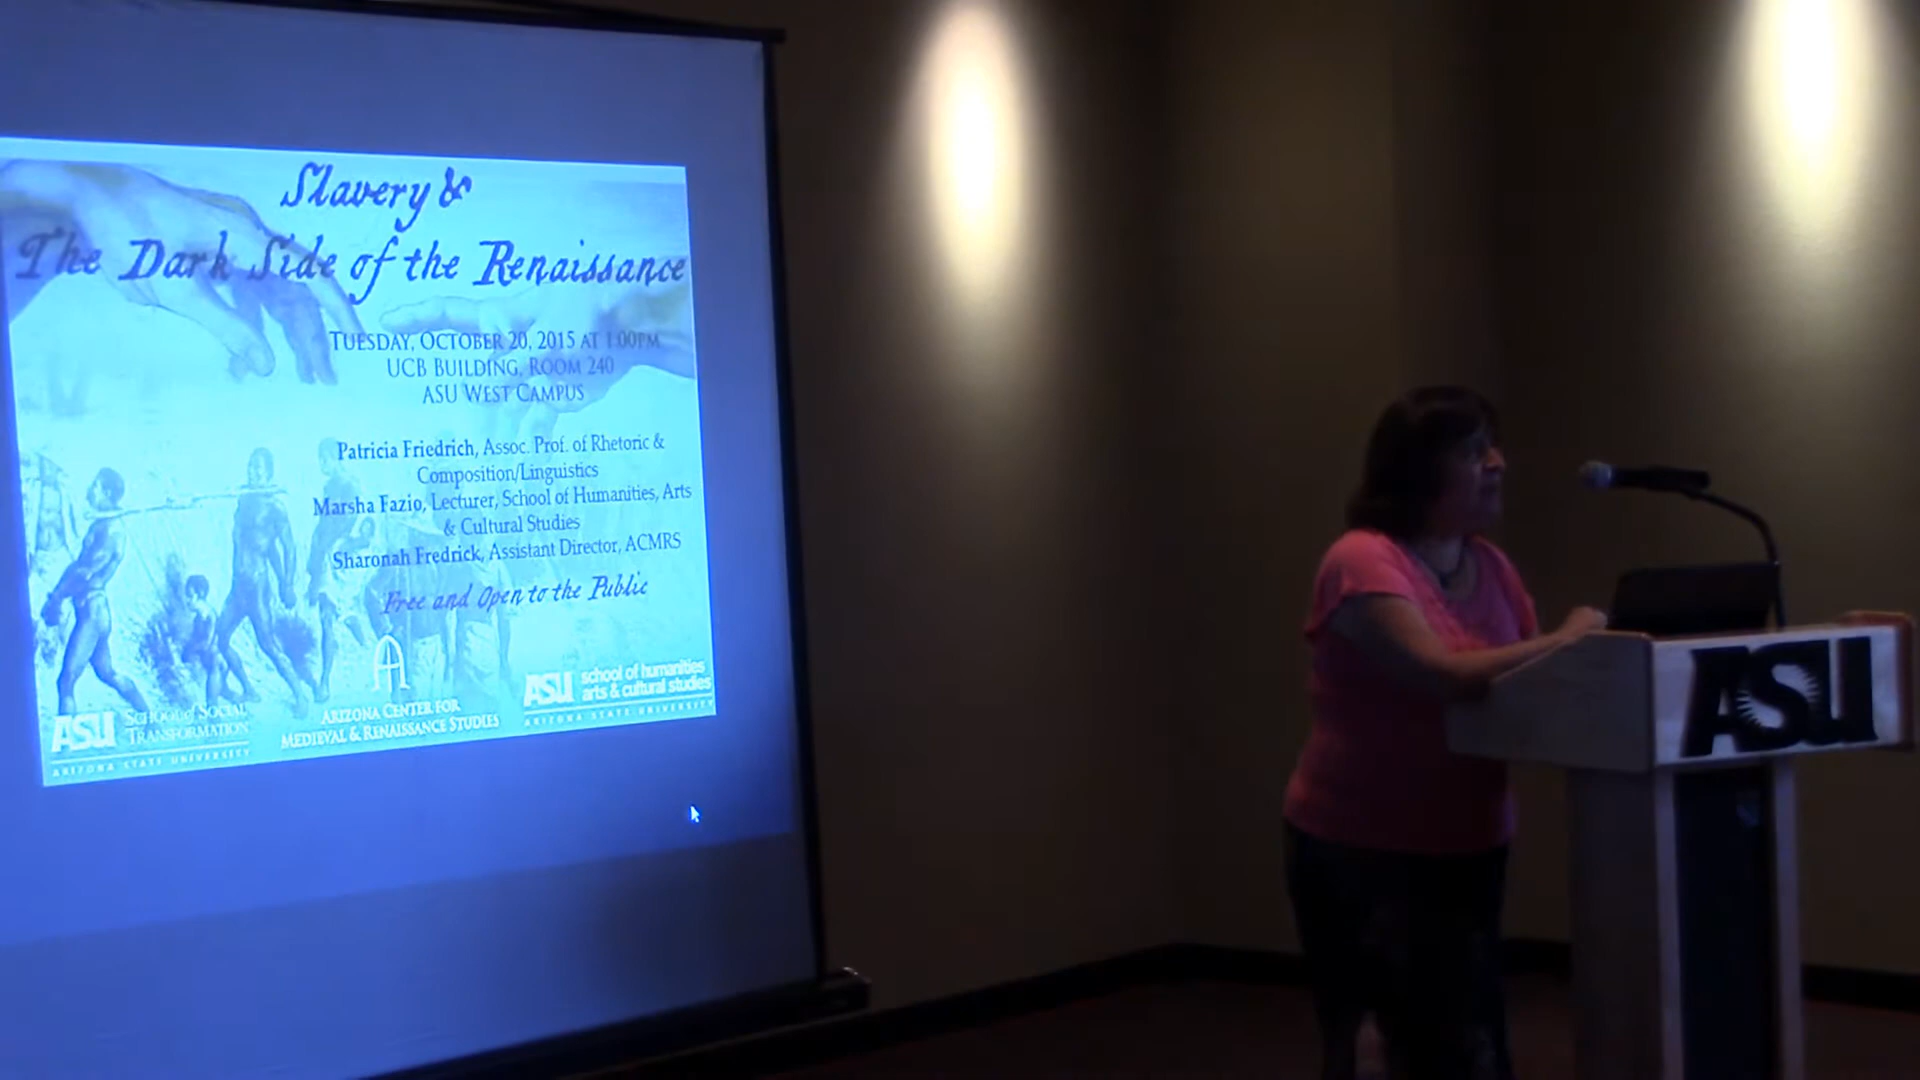 Slavery &
The Dark Side of the Renaissance
TUESDAY, OCTOBER 20, 2015 AT 1:00PM
UCB BUILDING, ROOM 240
ASU WEST CAMPUS
Patricia Friedrich, Assoc. Prof. of Rhetoric &
Composition/Linguistics
Marsha Fazio, Lecturer, School of Humanities, Arts
& Cultural Studies
Sharonah Fredrick, Assistant Director, ACMRS
Free and Open to the Public
ASU SCHOOL of SOCIAL
TRANSFORMATION
ARIZONA STATE UNIVERSITY
ARIZONA CENTER FOR
MEDIEVAL & RENAISSANCE STUDIES
ASU school of humanities
arts & cultural studies
ARIZONA STATE UNIVERSITY
ASU